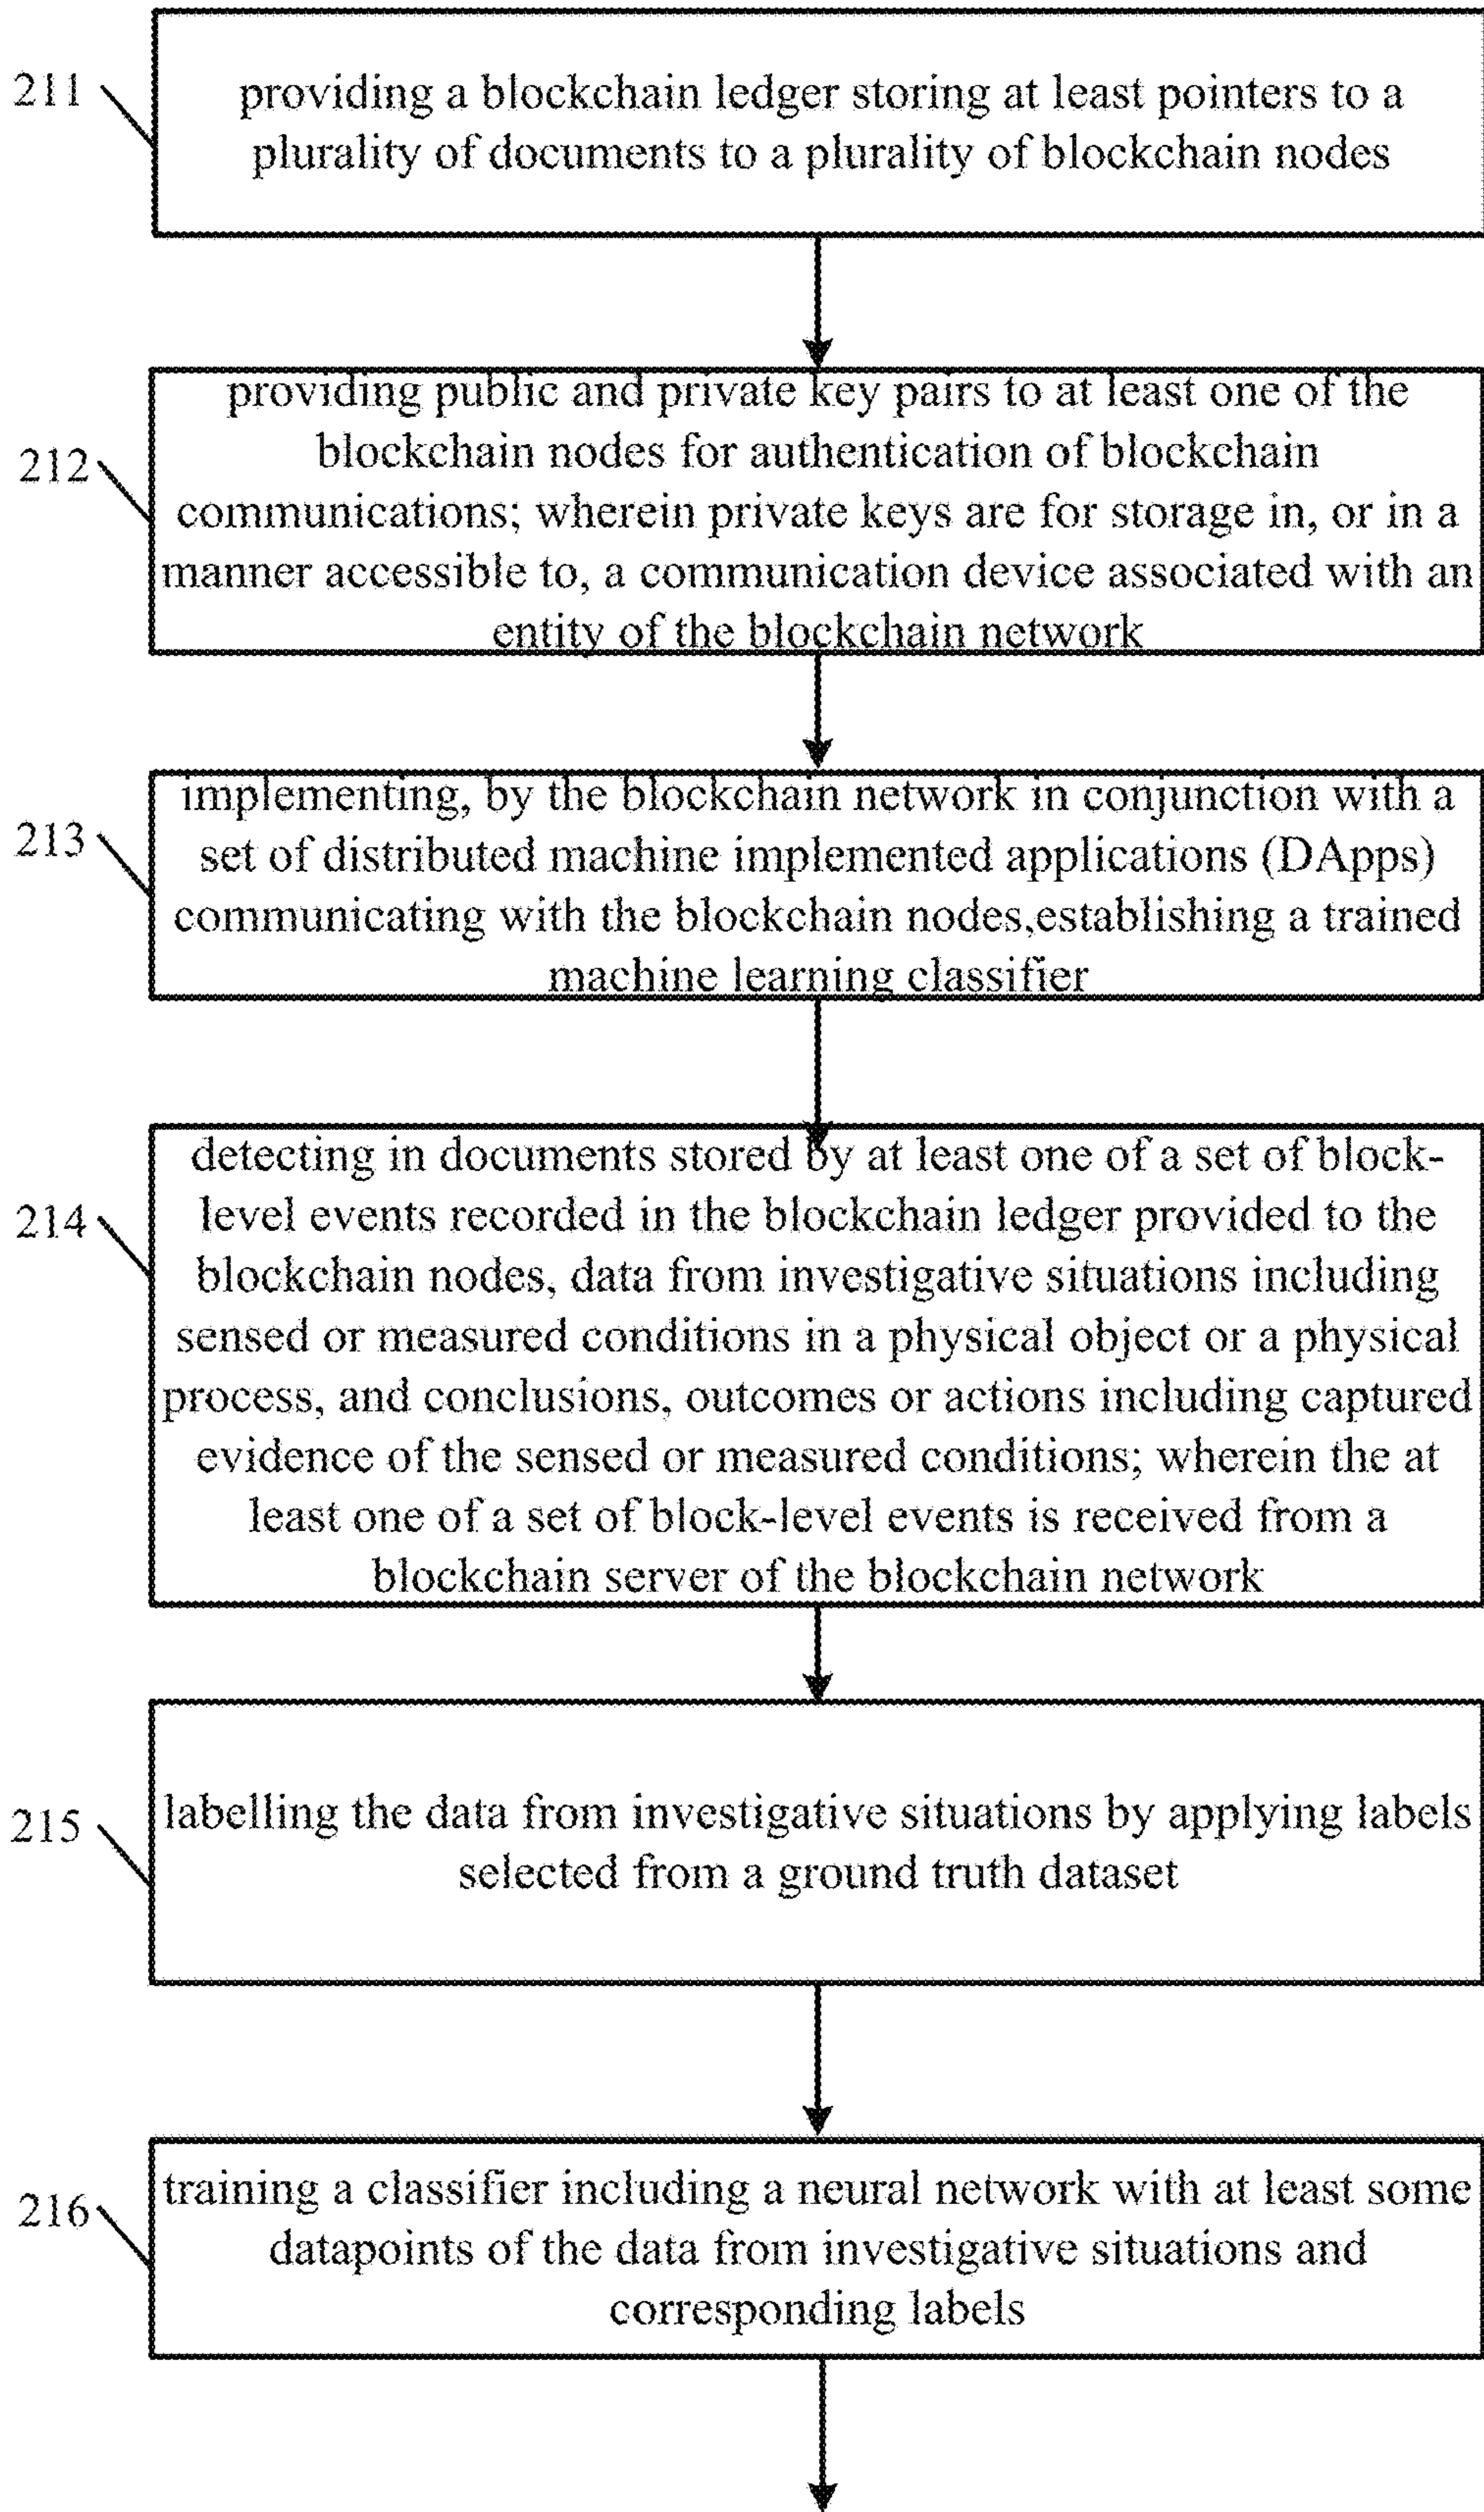 211
providing a blockchain ledger storing at least pointers to a
plurality of documents to a plurality of blockchain nodes
providing public and private key pairs to at least one of the
212
blockchain nodes for authentication of blockchain
communications; wherein private keys are for storage in, or in a
manner accessible to, a communication device associated with an
entity of the blockchain network
implementing, by the blockchain network in conjunction with a
213
set of distributed machine implemented applications (DApps)
communicating with the blockchain nodes,establishing a trained
machine learning classifier
detecting in documents stored by at least one of a set of block-
214
level events recorded in the blockchain ledger provided to the
blockchain nodes, data from investigative situations including
sensed or measured conditions in a physical object or a physical
process, and conclusions, outcomes or actions including captured
evidence of the sensed or measured conditions; wherein the at
least one of a set of block-level events is received from a
blockchain server of the blockchain network
215
labelling the data from investigative situations by applying labels
selected from a ground truth dataset
216
training a classifier including a neural network with at least some
datapoints of the data from investigative situations and
corresponding labels